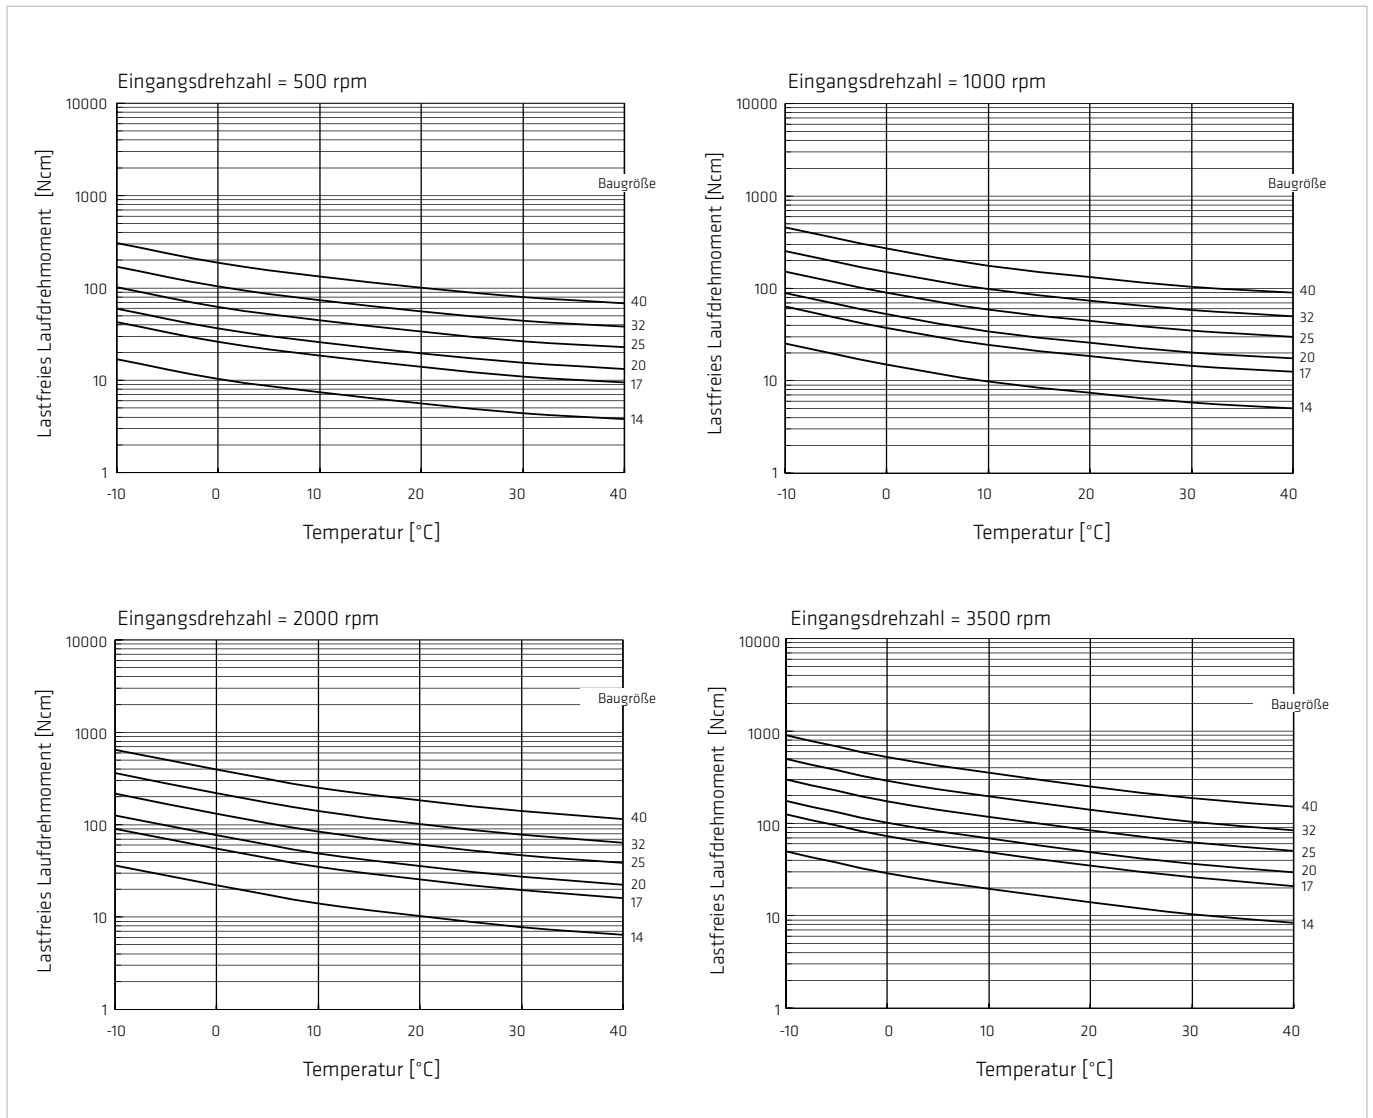 Eingangsdrehzahl = 500 rpm
Lastfreies Laufdrehmoment [Ncm]
10000
1000
100
10
1
Baugröße
40
32
25
20
17
14
-10 0 10 20 30 40
Temperatur [°C]
Eingangsdrehzahl = 1000 rpm
Lastfreies Laufdrehmoment [Ncm]
10000
1000
100
10
1
Baugröße
40
32
25
20
17
14
-10 0 10 20 30 40
Temperatur [°C]
Eingangsdrehzahl = 2000 rpm
Lastfreies Laufdrehmoment [Ncm]
10000
1000
100
10
1
Baugröße
40
32
25
20
17
14
-10 0 10 20 30 40
Temperatur [°C]
Eingangsdrehzahl = 3500 rpm
Lastfreies Laufdrehmoment [Ncm]
10000
1000
100
10
1
Baugröße
40
32
25
20
17
14
-10 0 10 20 30 40
Temperatur [°C]